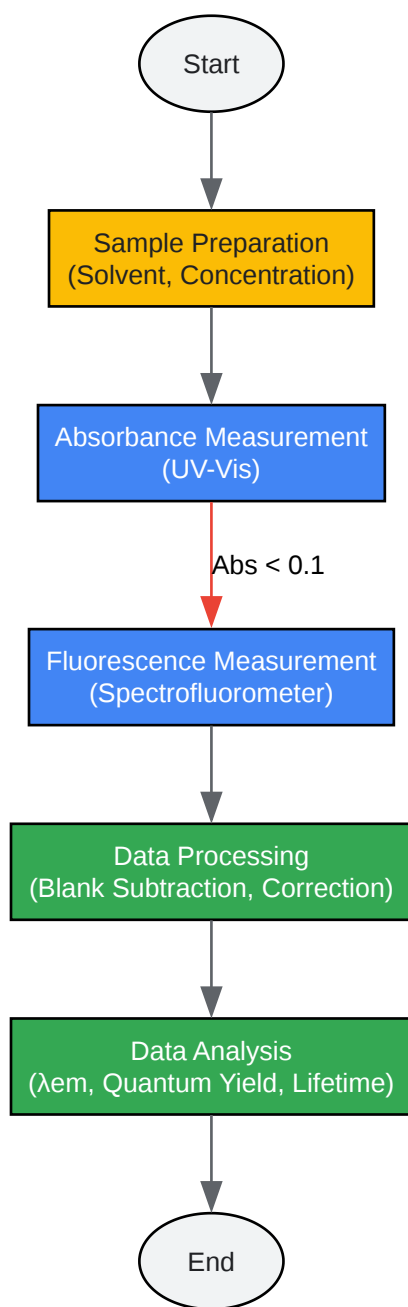 Start
Sample Preparation
(Solvent, Concentration)
Absorbance Measurement
(UV-Vis)
Abs < 0.1
Fluorescence Measurement
(Spectrofluorometer)
Data Processing
(Blank Subtraction, Correction)
Data Analysis
(λem, Quantum Yield, Lifetime)
End